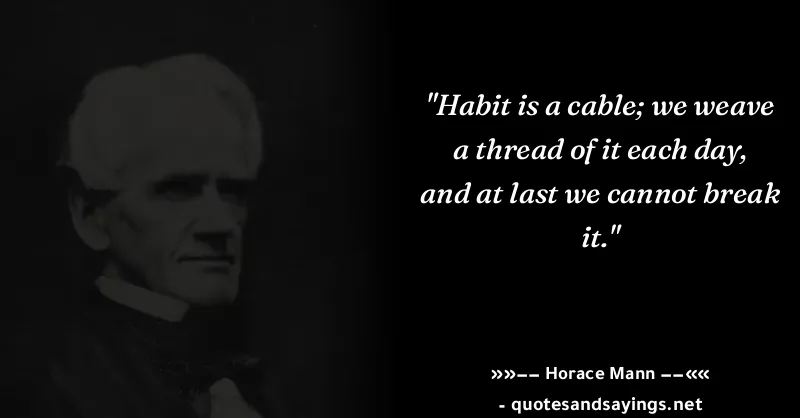 "Habit is a cable; we weave
a thread of it each day,
and at last we cannot break
it."
»»−− Horace Mann −−««
- quotesandsayings.net